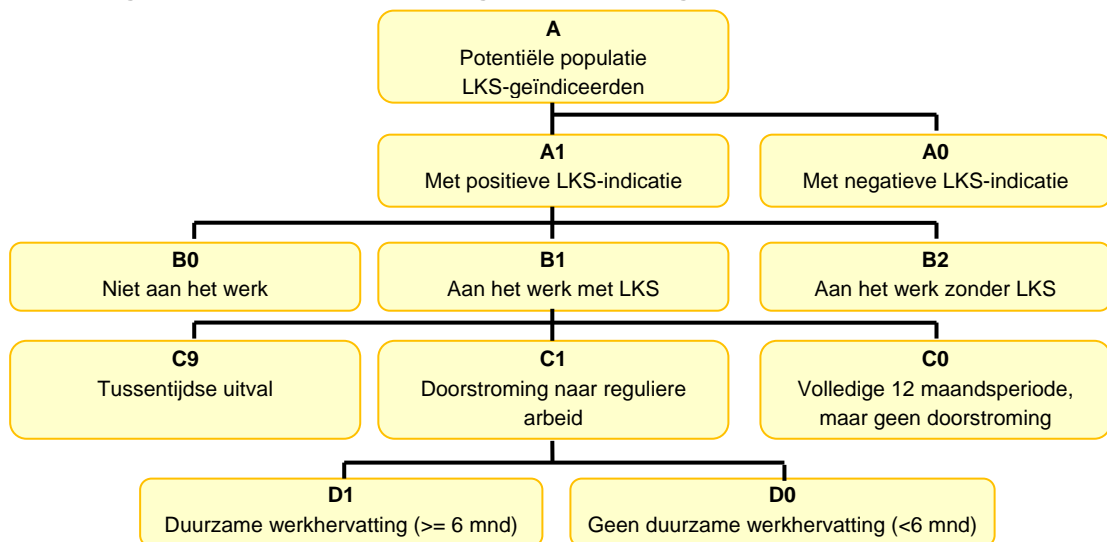 A
Potentiële populatie
LKS-geïndiceerden
A1
Met positieve LKS-indicatie
A0
Met negatieve LKS-indicatie
B0
Niet aan het werk
B1
Aan het werk met LKS
B2
Aan het werk zonder LKS
C9
Tussentijdse uitval
C1
Doorstroming naar reguliere
arbeid
C0
Volledige 12 maandsperiode,
maar geen doorstroming
D1
Duurzame werkhervatting (>= 6 mnd)
D0
Geen duurzame werkhervatting (<6 mnd)